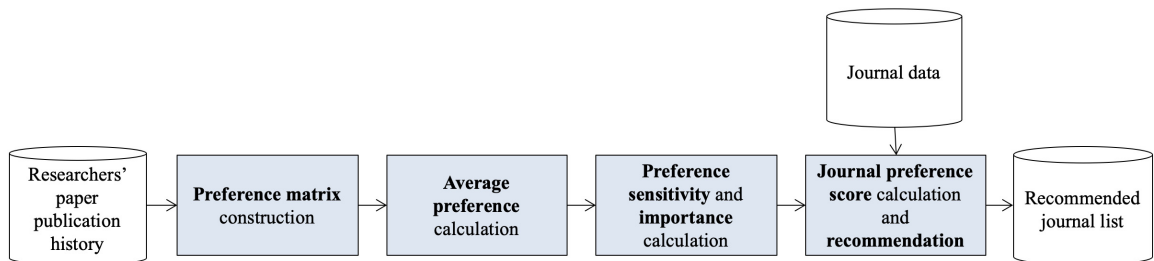 Journal data
Researchers’
paper
publication
history
Preference matrix
construction
Average
preference
calculation
Preference
sensitivity and
importance
calculation
Journal preference
score calculation
and
recommendation
Recommended
journal list